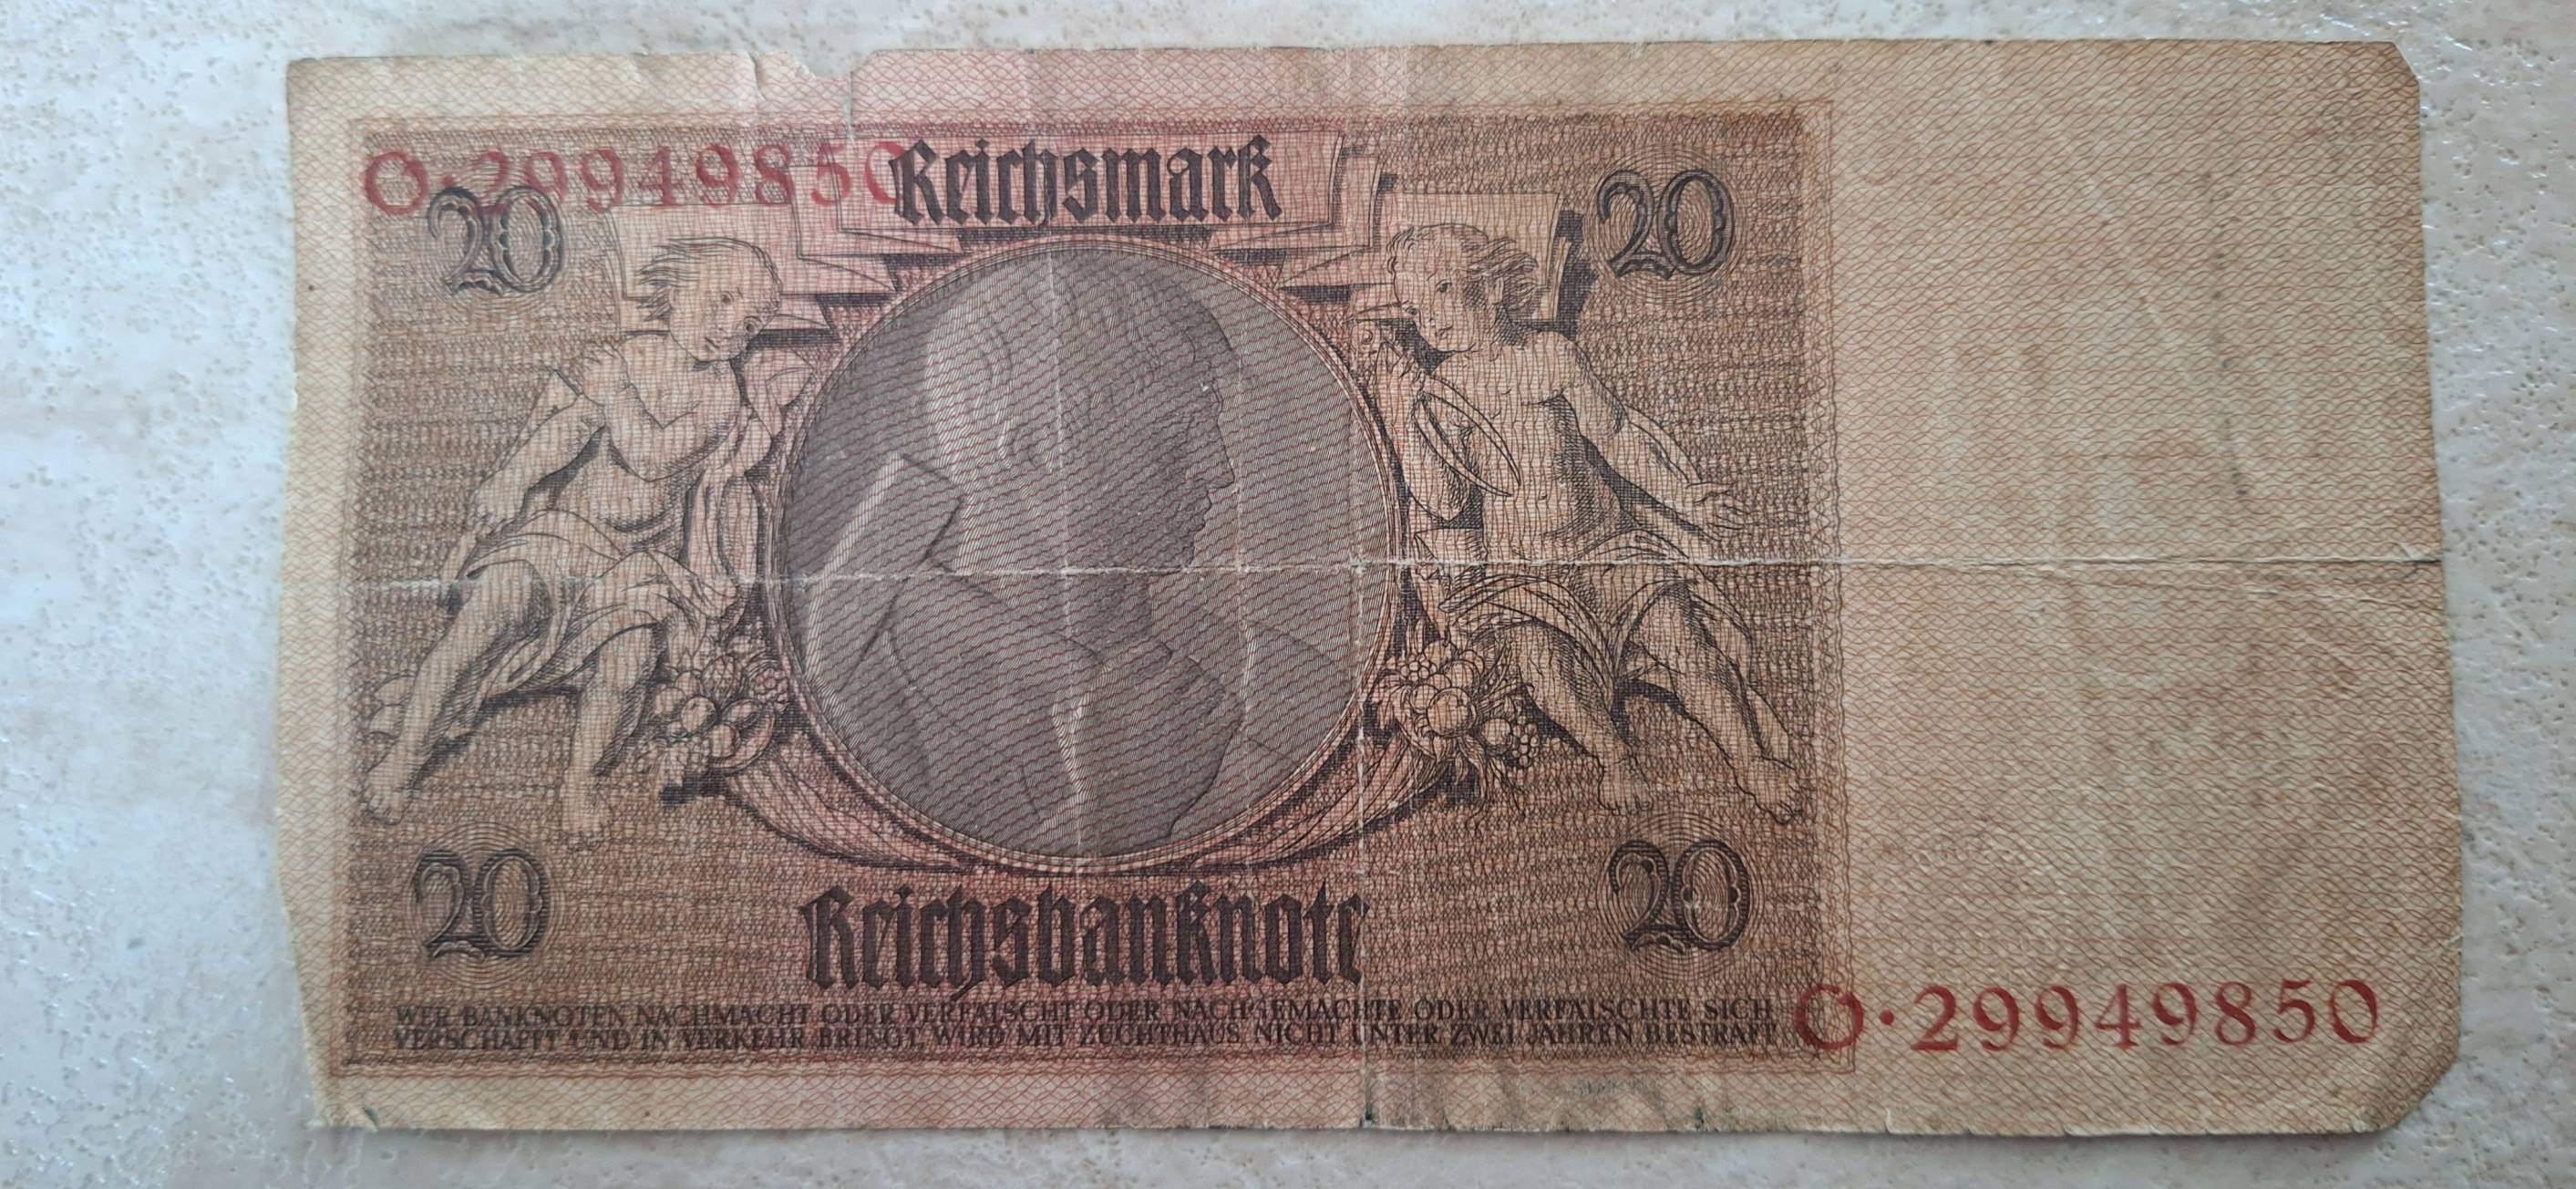 O·29949850
Reichsmark
20
20
20
20
Reichsbanknote
WER BANKNOTEN NACHMACHT ODER VERFÄLSCHT ODER NACHGEMACHTE ODER VERFÄLSCHTE SICH
VERSCHAFFT UND IN VERKEHR BRINGT, WIRD MIT ZUCHTHAUS NICHT UNTER ZWEI JAHREN BESTRAFT
O·29949850